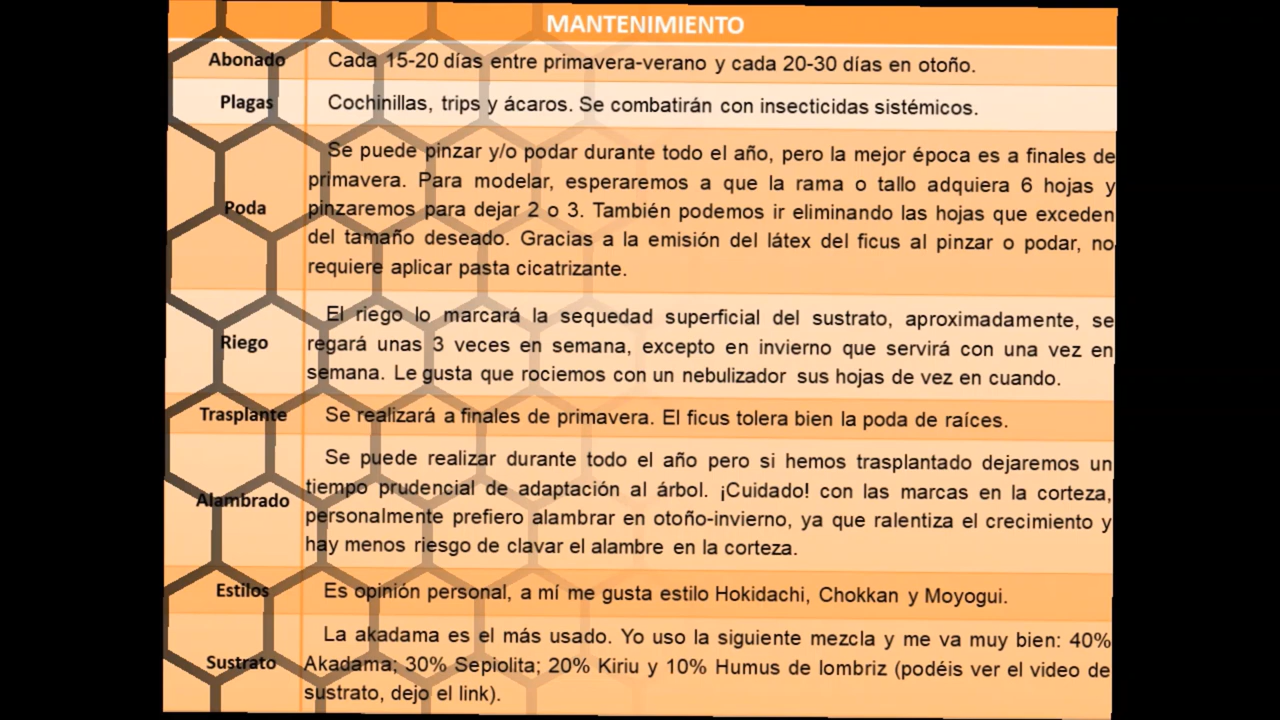 MANTENIMIENTO
Abonado Cada 15-20 días entre primavera-verano y cada 20-30 días en otoño.
Plagas Cochinillas, trips y ácaros. Se combatirán con insecticidas sistémicos.
Se puede pinzar y/o podar durante todo el año, pero la mejor época es a finales de
primavera. Para modelar, esperaremos a que la rama o tallo adquiera 6 hojas y
Poda pinzaremos para dejar 2 o 3. También podemos ir eliminando las hojas que exceden
del tamaño deseado. Gracias a la emisión del látex del ficus al pinzar o podar, no
requiere aplicar pasta cicatrizante.
El riego lo marcará la sequedad superficial del sustrato, aproximadamente, se
Riego regará unas 3 veces en semana, excepto en invierno que servirá con una vez en
semana. Le gusta que rociemos con un nebulizador sus hojas de vez en cuando.
Trasplante Se realizará a finales de primavera. El ficus tolera bien la poda de raíces.
Se puede realizar durante todo el año pero si hemos trasplantado dejaremos un
tiempo prudencial de adaptación al árbol. ¡Cuidado! con las marcas en la corteza,
Alambrado personalmente prefiero alambrar en otoño-invierno, ya que ralentiza el crecimiento y
hay menos riesgo de clavar el alambre en la corteza.
Estilos Es opinión personal, a mí me gusta estilo Hokidachi, Chokkan y Moyogui.
La akadama es el más usado. Yo uso la siguiente mezcla y me va muy bien: 40%
Sustrato Akadama; 30% Sepiolita; 20% Kiriu y 10% Humus de lombriz (podéis ver el video de
sustrato, dejo el link).